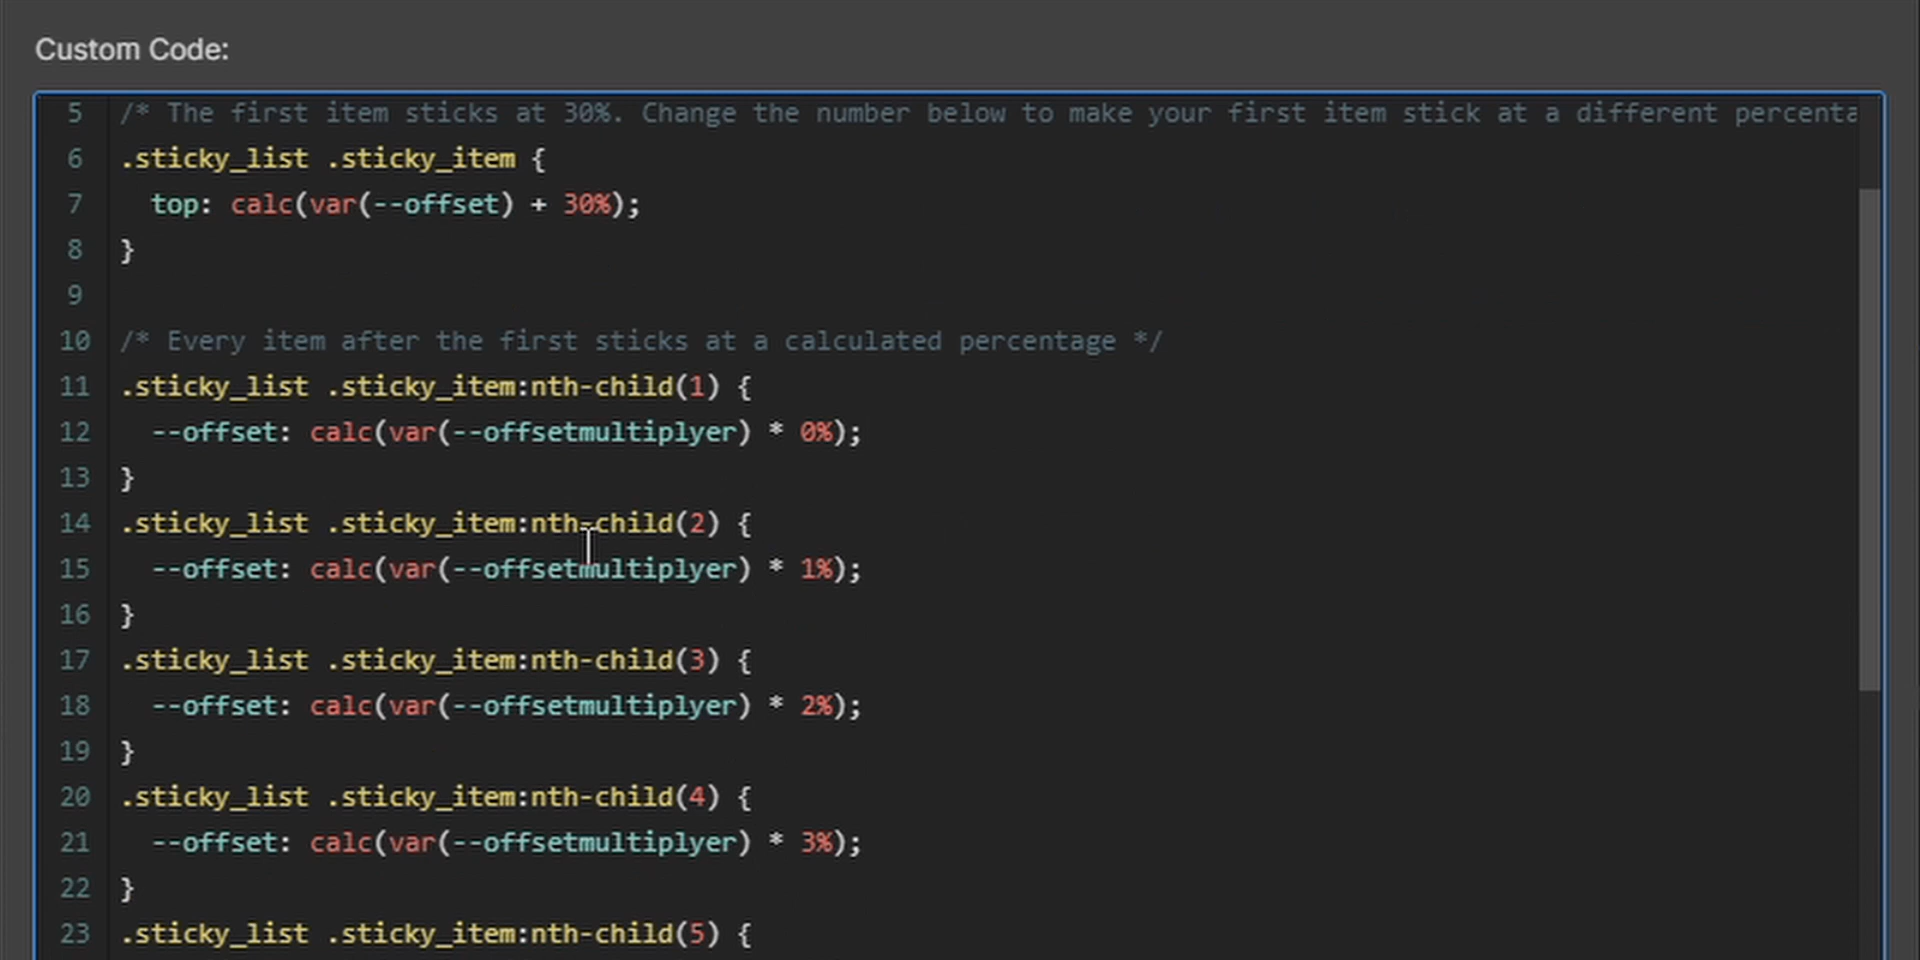 Custom Code:
5 /* The first item sticks at 30%. Change the number below to make your first item stick at a different percenta
6 .sticky_list .sticky_item {
7 top: calc(var(--offset) + 30%);
8 }
9
10 /* Every item after the first sticks at a calculated percentage */
11 .sticky_list .sticky_item:nth-child(1) {
12 --offset: calc(var(--offsetmultiplyer) * 0%);
13 }
14 .sticky_list .sticky_item:nth-child(2) {
15 --offset: calc(var(--offsetmultiplyer) * 1%);
16 }
17 .sticky_list .sticky_item:nth-child(3) {
18 --offset: calc(var(--offsetmultiplyer) * 2%);
19 }
20 .sticky_list .sticky_item:nth-child(4) {
21 --offset: calc(var(--offsetmultiplyer) * 3%);
22 }
23 .sticky_list .sticky_item:nth-child(5) {